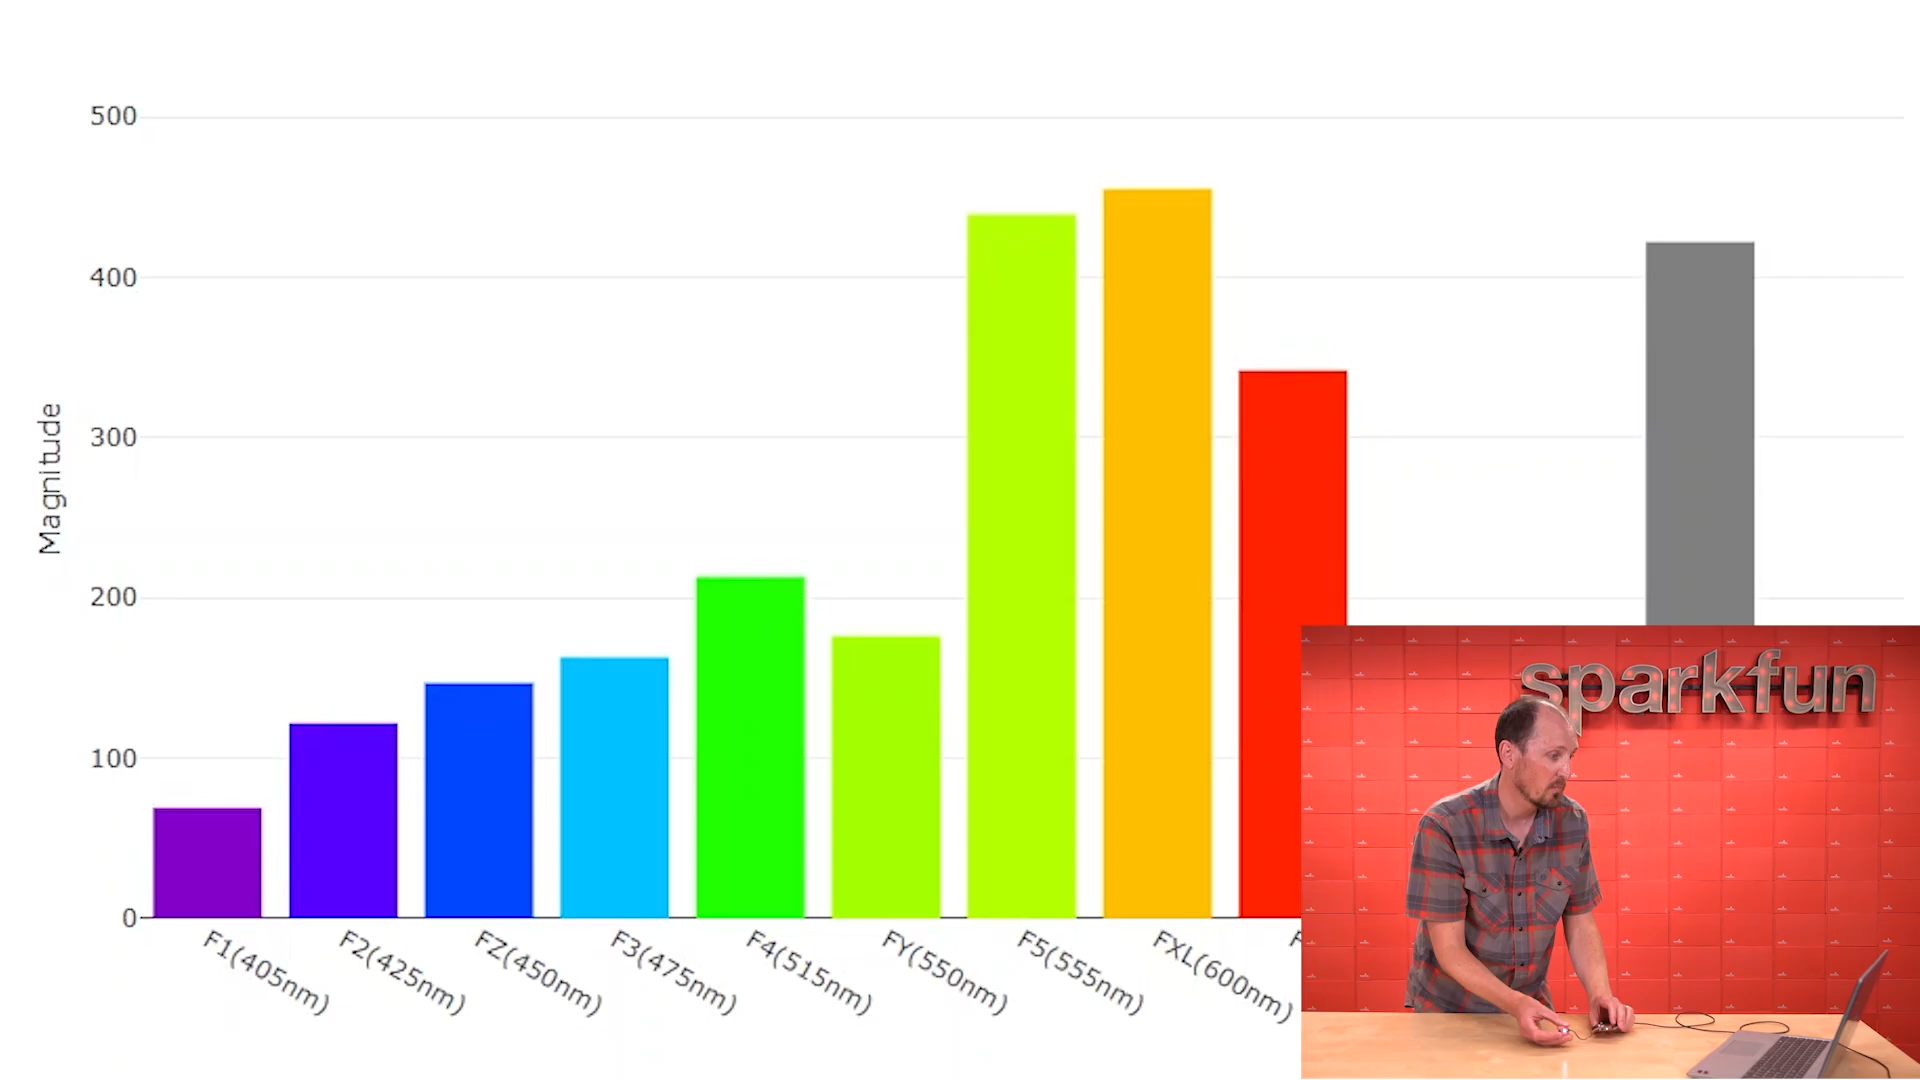 500
400
300
200
100
0
Magnitude
F1(405nm)
F2(425nm)
FZ(450nm)
F3(475nm)
F4(515nm)
FY(550nm)
F5(555nm)
FXL(600nm)
sparkfun